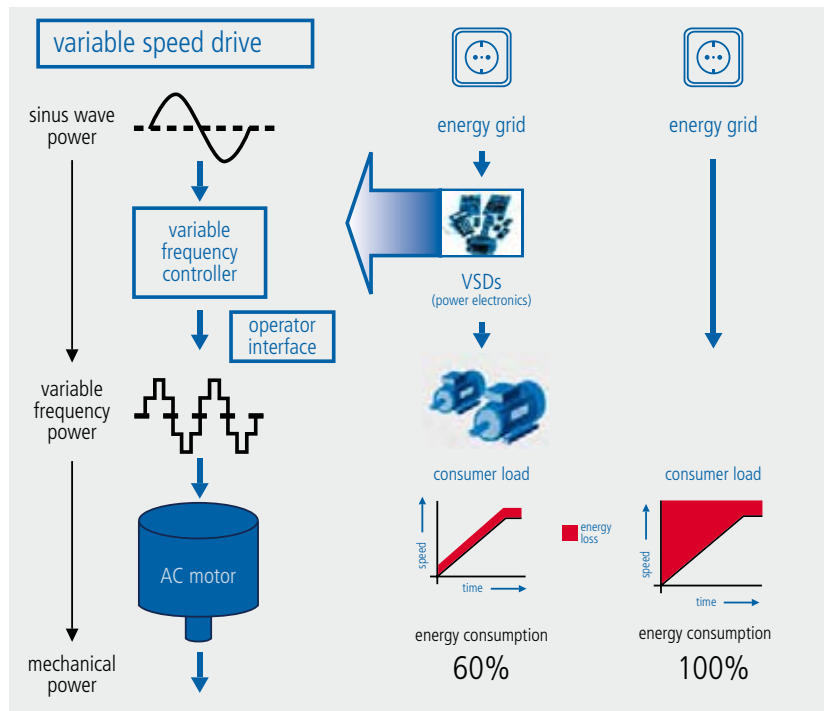 variable speed drive
sinus wave
power
variable
frequency
controller
operator
interface
variable
frequency
power
AC motor
mechanical
power
energy grid
VSDs
(power electronics)
consumer load
speed
time
energy
loss
energy consumption
60%
energy grid
consumer load
speed
time
energy consumption
100%